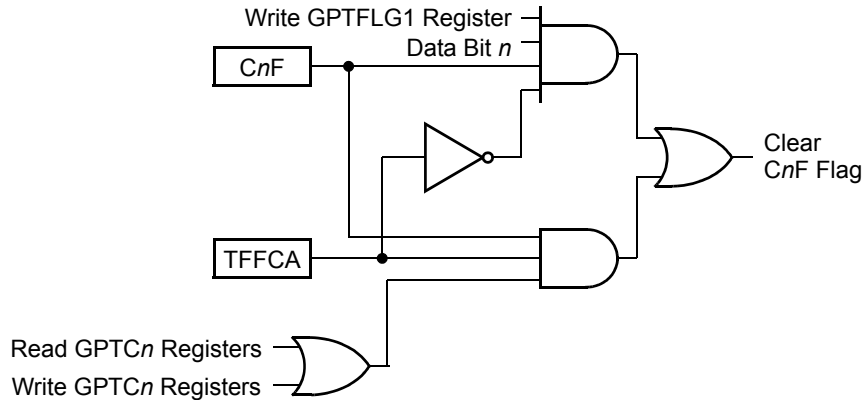 Write GPTFLG1 Register
Data Bit n
CnF
Clear
CnF Flag
TFFCA
Read GPTCn Registers
Write GPTCn Registers